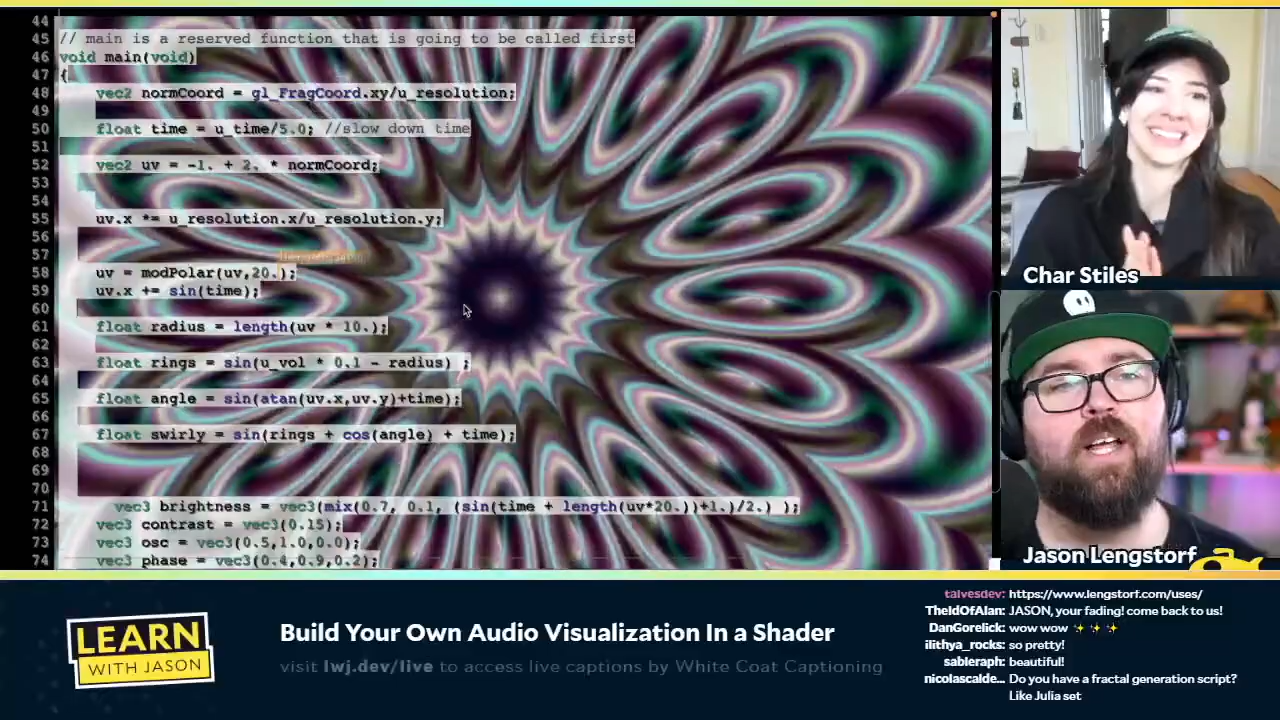 44
45 // main is a reserved function that is going to be called first
46 void main(void)
47 {
48 vec2 normCoord = gl_FragCoord.xy/u_resolution;
49
50 float time = u_time/5.0; //slow down time
51
52 vec2 uv = -1. + 2. * normCoord;
53
54
55 uv.x *= u_resolution.x/u_resolution.y;
56
57
58 uv = modPolar(uv,20.);
59 uv.x += sin(time);
60
61 float radius = length(uv * 10.);
62
63 float rings = sin(u_vol * 0.1 - radius) ;
64
65 float angle = sin(atan(uv.x,uv.y)+time);
66
67 float swirly = sin(rings + cos(angle) + time);
68
69
70
71 vec3 brightness = vec3(mix(0.7, 0.1, (sin(time + length(uv*20.))+1.)/2.) );
72 vec3 contrast = vec3(0.15);
73 vec3 osc = vec3(0.5,1.0,0.0);
74 vec3 phase = vec3(0.4,0.9,0.2);
Char Stiles
Jason Lengstorf
LEARN
WITH JASON
Build Your Own Audio Visualization In a Shader
visit lwj.dev/live to access live captions by White Coat Captioning
talvesdev: https://www.lengstorf.com/uses/
TheIdOfAlan: JASON, your fading! come back to us!
DanGorelick: wow wow ✨ ✨ ✨
ilithya_rocks: so pretty!
sableraph: beautiful!
nicolascalde... Do you have a fractal generation script?
Like Julia set